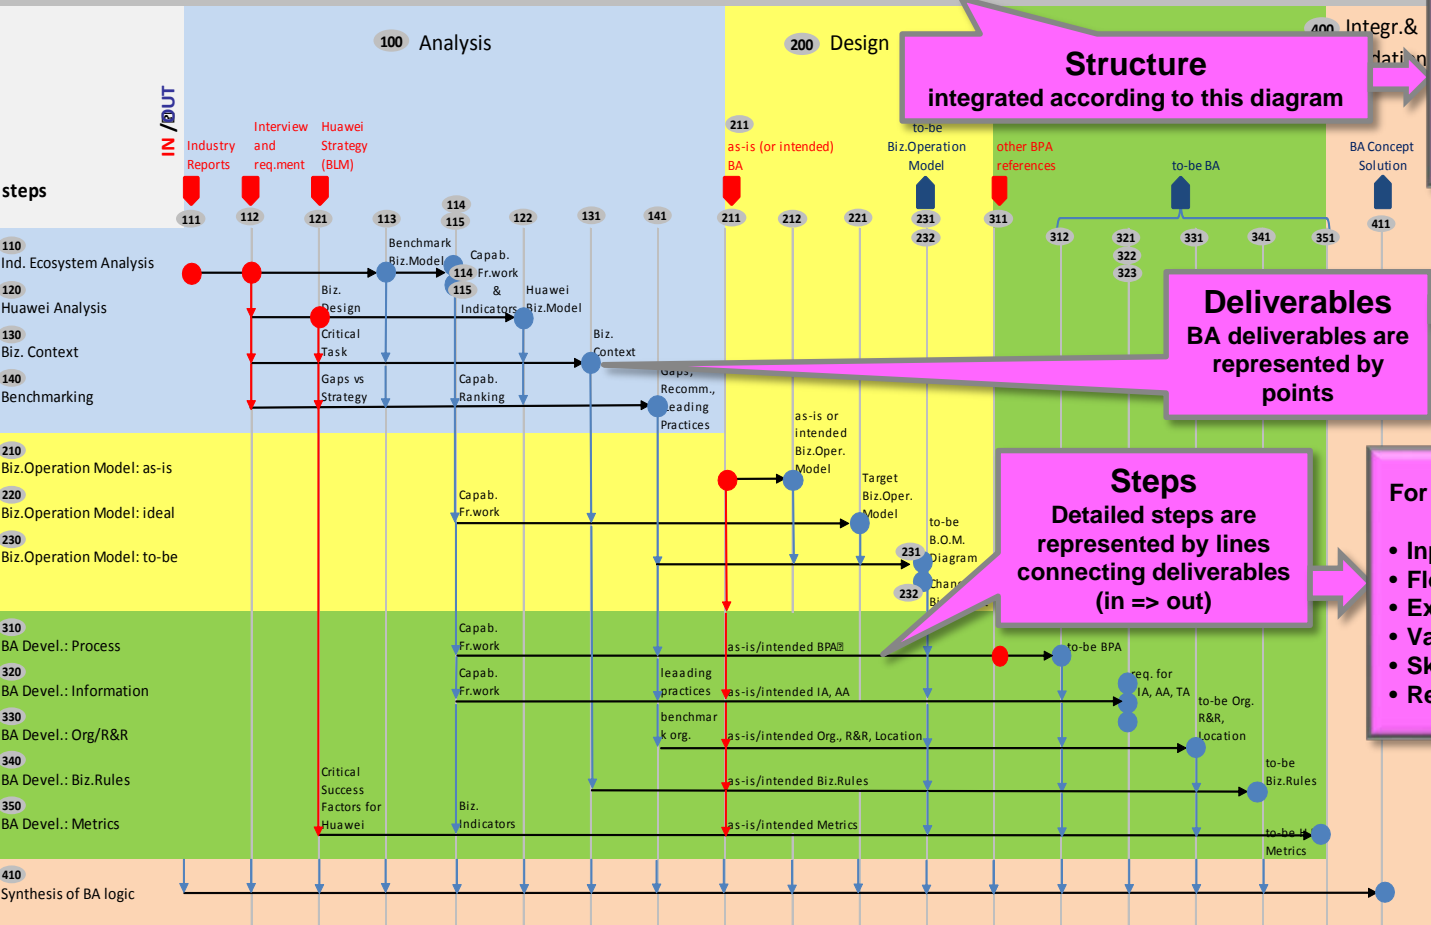 100 Analysis
200 Design
400 Integr.&
dation
Structure
integrated according to this diagram
IN / OUT
Industry
Reports
Interview
and
req.ment
Huawei
Strategy
(BLM)
211
as-is (or intended)
BA
to-be
Biz.Operation
Model
other BPA
references
to-be BA
BA Concept
Solution
steps
111
112
121
113
114
115
122
131
141
211
212
221
231
232
311
312
321
322
323
331
341
351
411
110
Ind. Ecosystem Analysis
Benchmark
Biz.Model
114
115
Capab.
Fr.work
&
Indicators
120
Huawei Analysis
Biz.
Design
Huawei
Biz.Model
130
Biz. Context
Critical
Task
Biz.
Context
140
Benchmarking
Gaps vs
Strategy
Capab.
Ranking
Gaps,
Recomm.,
Leading
Practices
Deliverables
BA deliverables are
represented by
points
210
Biz.Operation Model: as-is
as-is or
intended
Biz.Oper.
Model
220
Biz.Operation Model: ideal
Capab.
Fr.work
Target
Biz.Oper.
Model
230
Biz.Operation Model: to-be
231
232
to-be
B.O.M.
Diagram
Steps
Detailed steps are
represented by lines
connecting deliverables
(in => out)
For
310
BA Devel.: Process
Capab.
Fr.work
as-is/intended BPA
to-be BPA
320
BA Devel.: Information
Capab.
Fr.work
leaading
practices
as-is/intended IA, AA
req. for
IA, AA, TA
330
BA Devel.: Org/R&R
benchmar
k org.
as-is/intended Org., R&R, Location
to-be Org.
R&R,
Location
340
BA Devel.: Biz.Rules
as-is/intended Biz.Rules
to-be
Biz.Rules
350
BA Devel.: Metrics
Critical
Success
Factors for
Huawei
Biz.
Indicators
as-is/intended Metrics
to-be
Metrics
410
Synthesis of BA logic